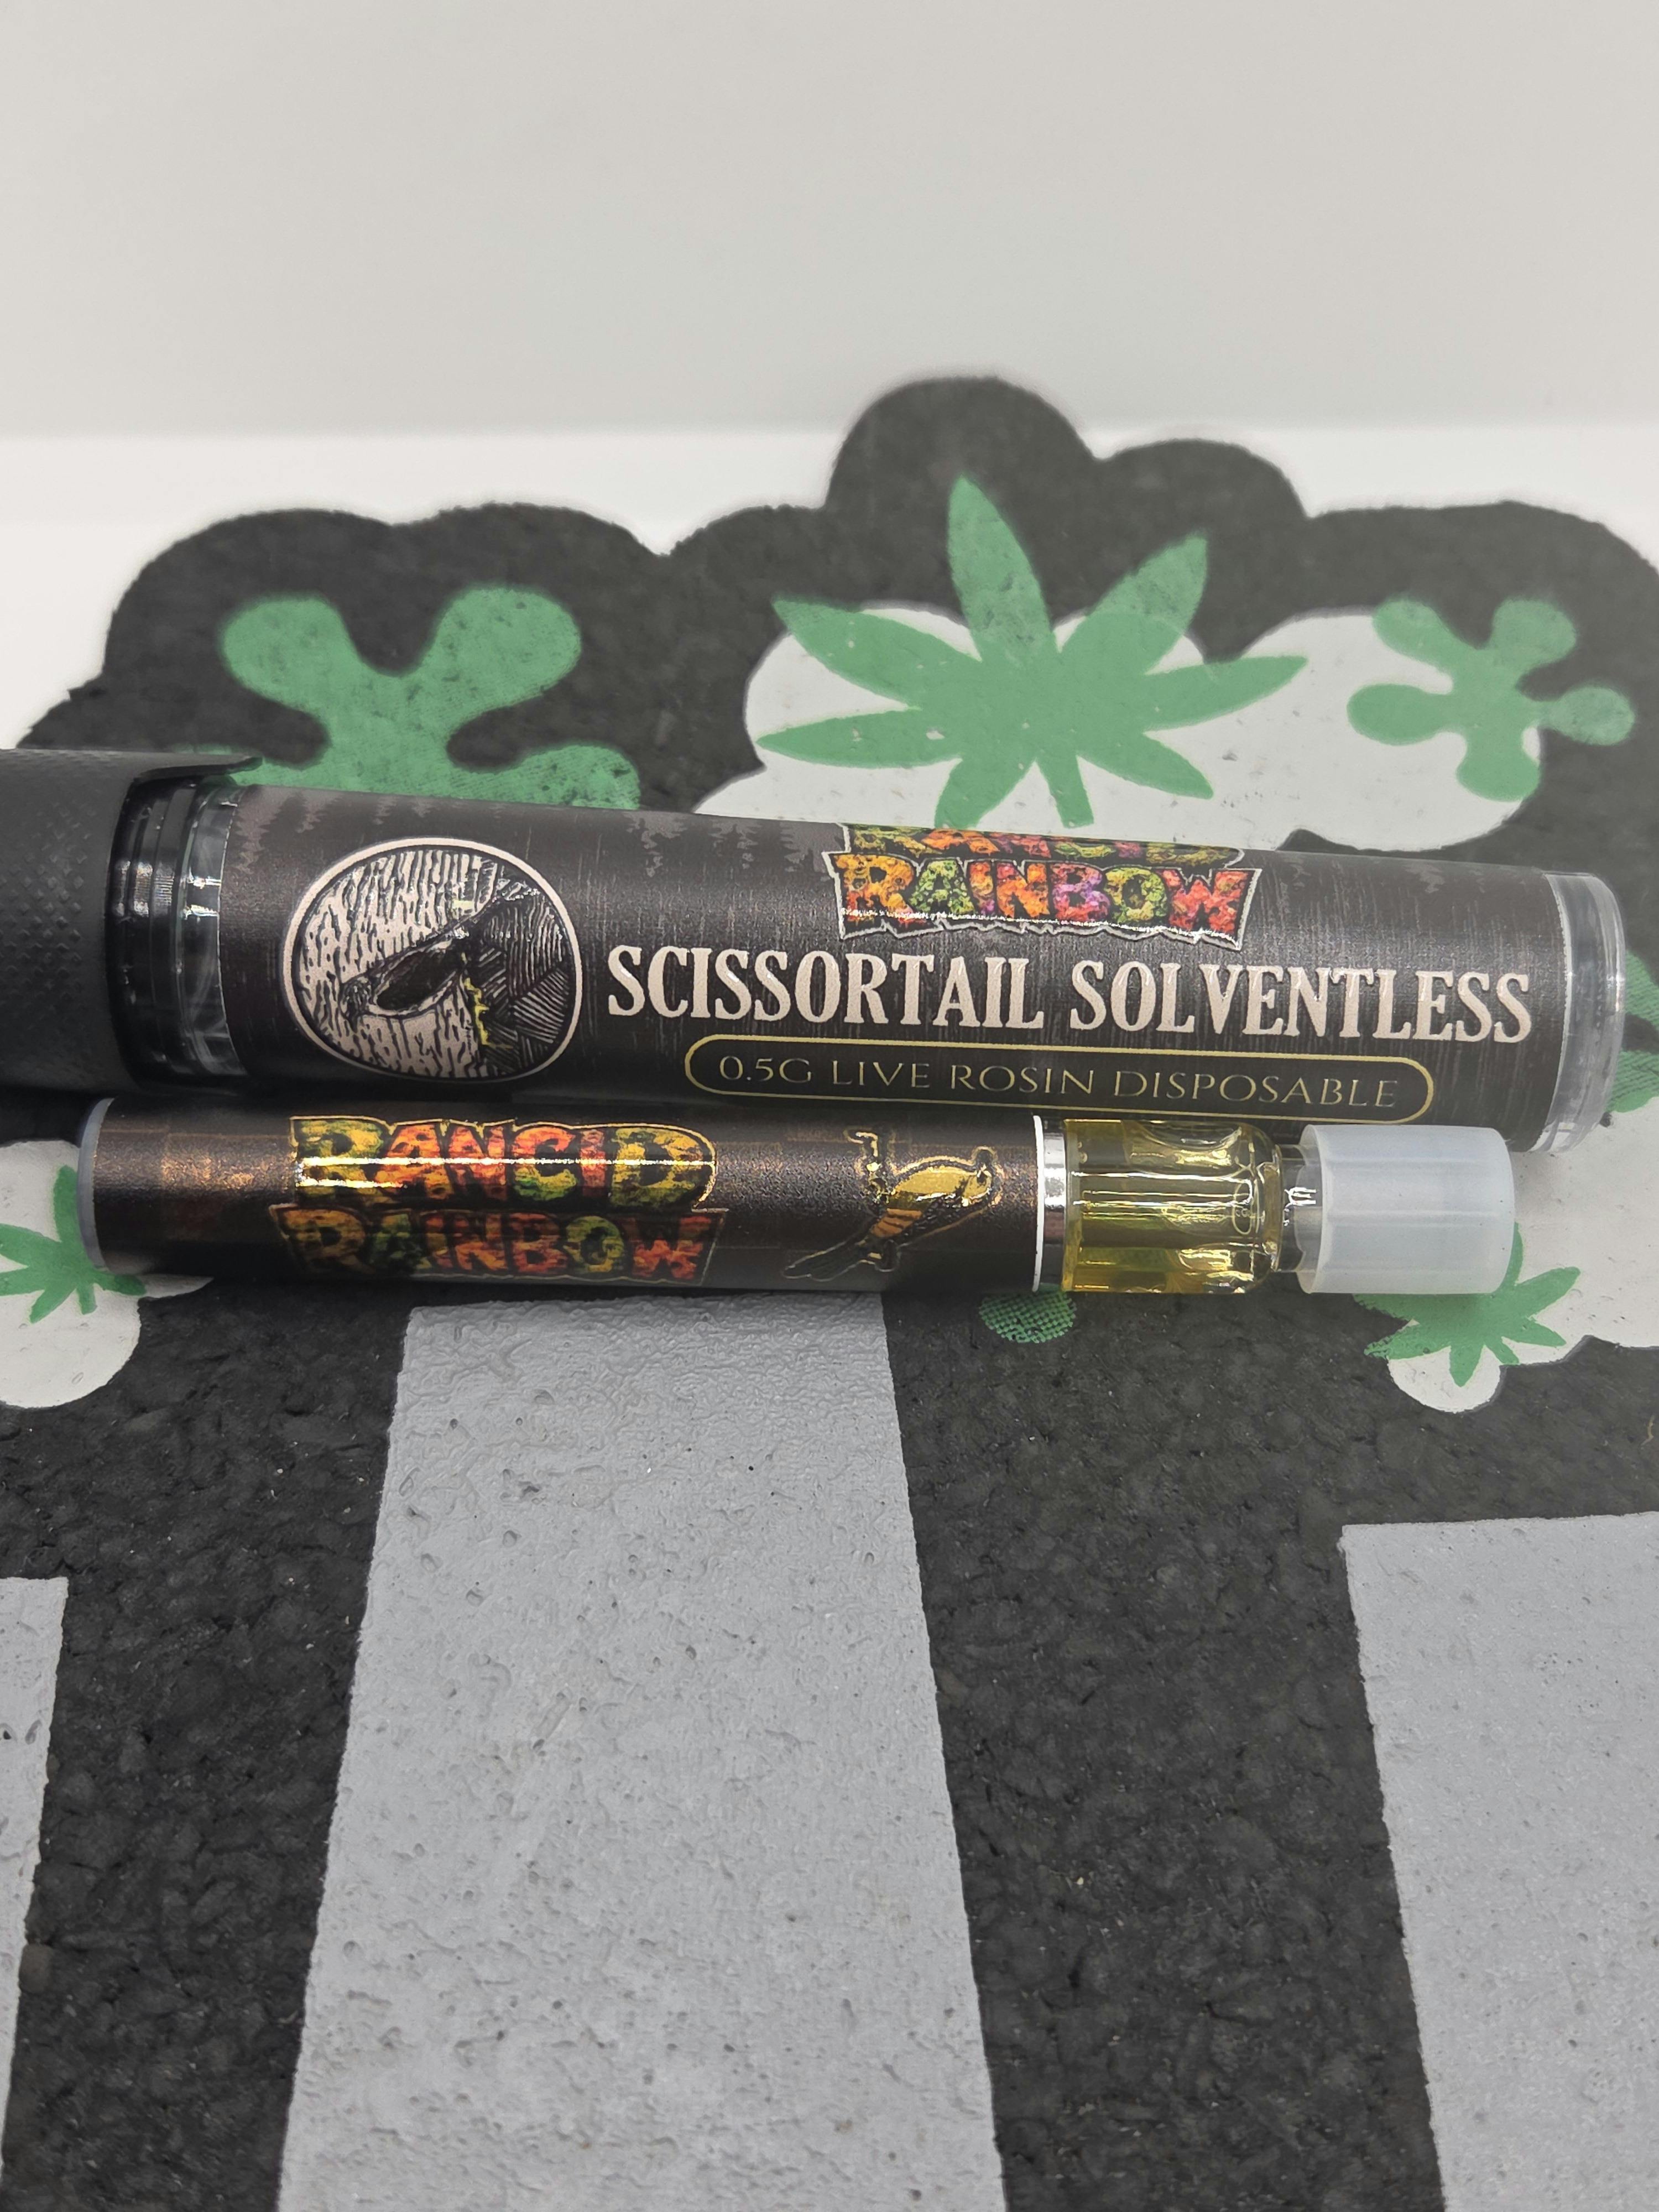 RANCID
RAINBOW
SCISSORTAIL SOLVENTLESS
0.5G LIVE ROSIN DISPOSABLE
RANCID
RAINBOW